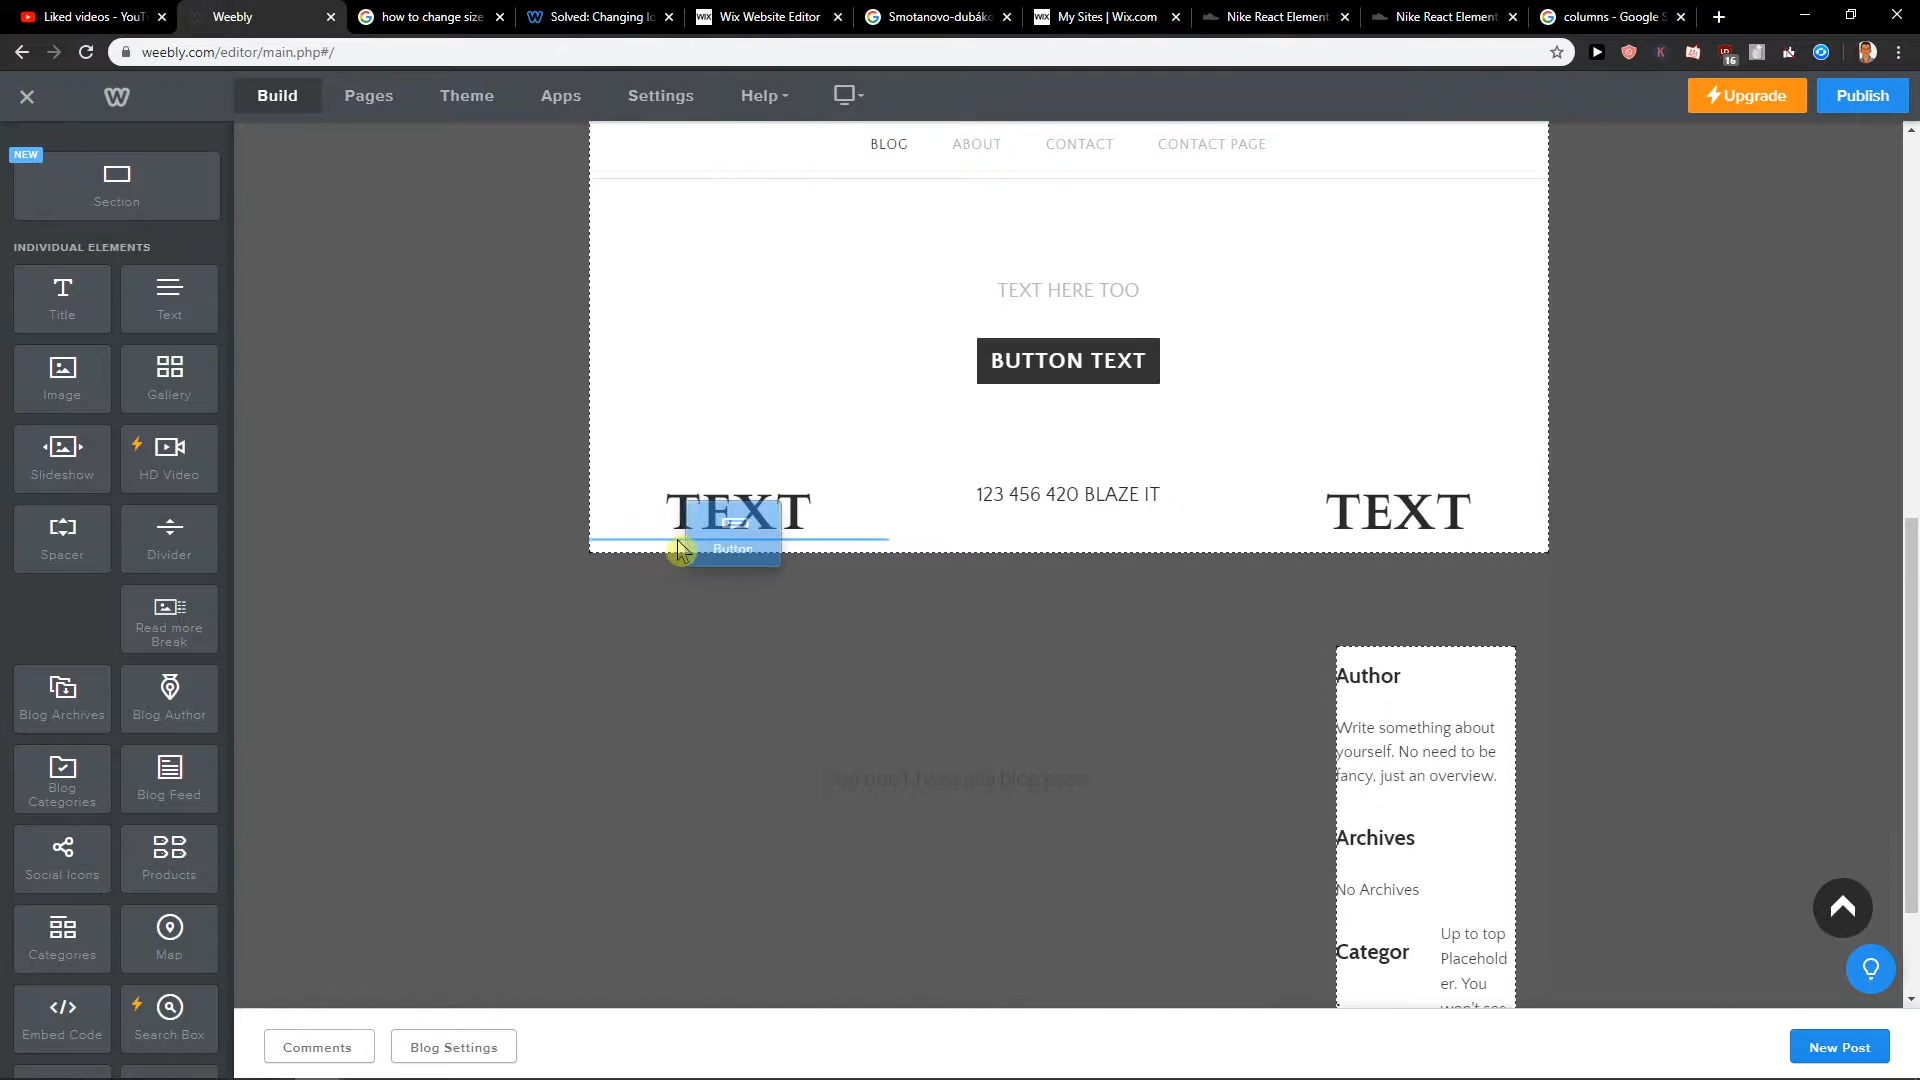 Liked videos - YouT
Weebly
how to change size
Solved: Changing lo
Wix Website Editor
Smotanovo-dubák
My Sites | Wix.com
Nike React Element
Nike React Element
columns - Google S
weebly.com/editor/main.php#/
16
Build
Pages
Theme
Apps
Settings
Help
Upgrade
Publish
NEW
Section
INDIVIDUAL ELEMENTS
Title
Text
Image
Gallery
Slideshow
HD Video
Spacer
Divider
Read more
Break
Blog Archives
Blog Author
Blog
Categories
Blog Feed
Social Icons
Products
Categories
Map
Embed Code
Search Box
BLOG
ABOUT
CONTACT
CONTACT PAGE
TEXT HERE TOO
BUTTON TEXT
TEXT
123 456 420 BLAZE IT
TEXT
Button
Author
Write something about
yourself. No need to be
fancy, just an overview.
Archives
No Archives
Categor
Up to top
Placehold
er. You
won't see
Comments
Blog Settings
New Post